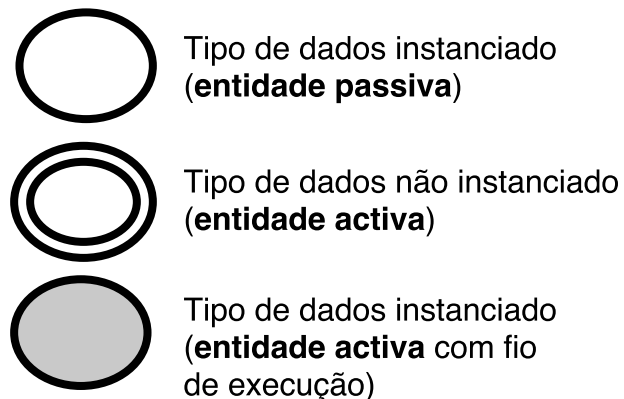 Tipo de dados instanciado
(entidade passiva)
Tipo de dados não instanciado
(entidade activa)
Tipo de dados instanciado
(entidade activa com fio
de execução)